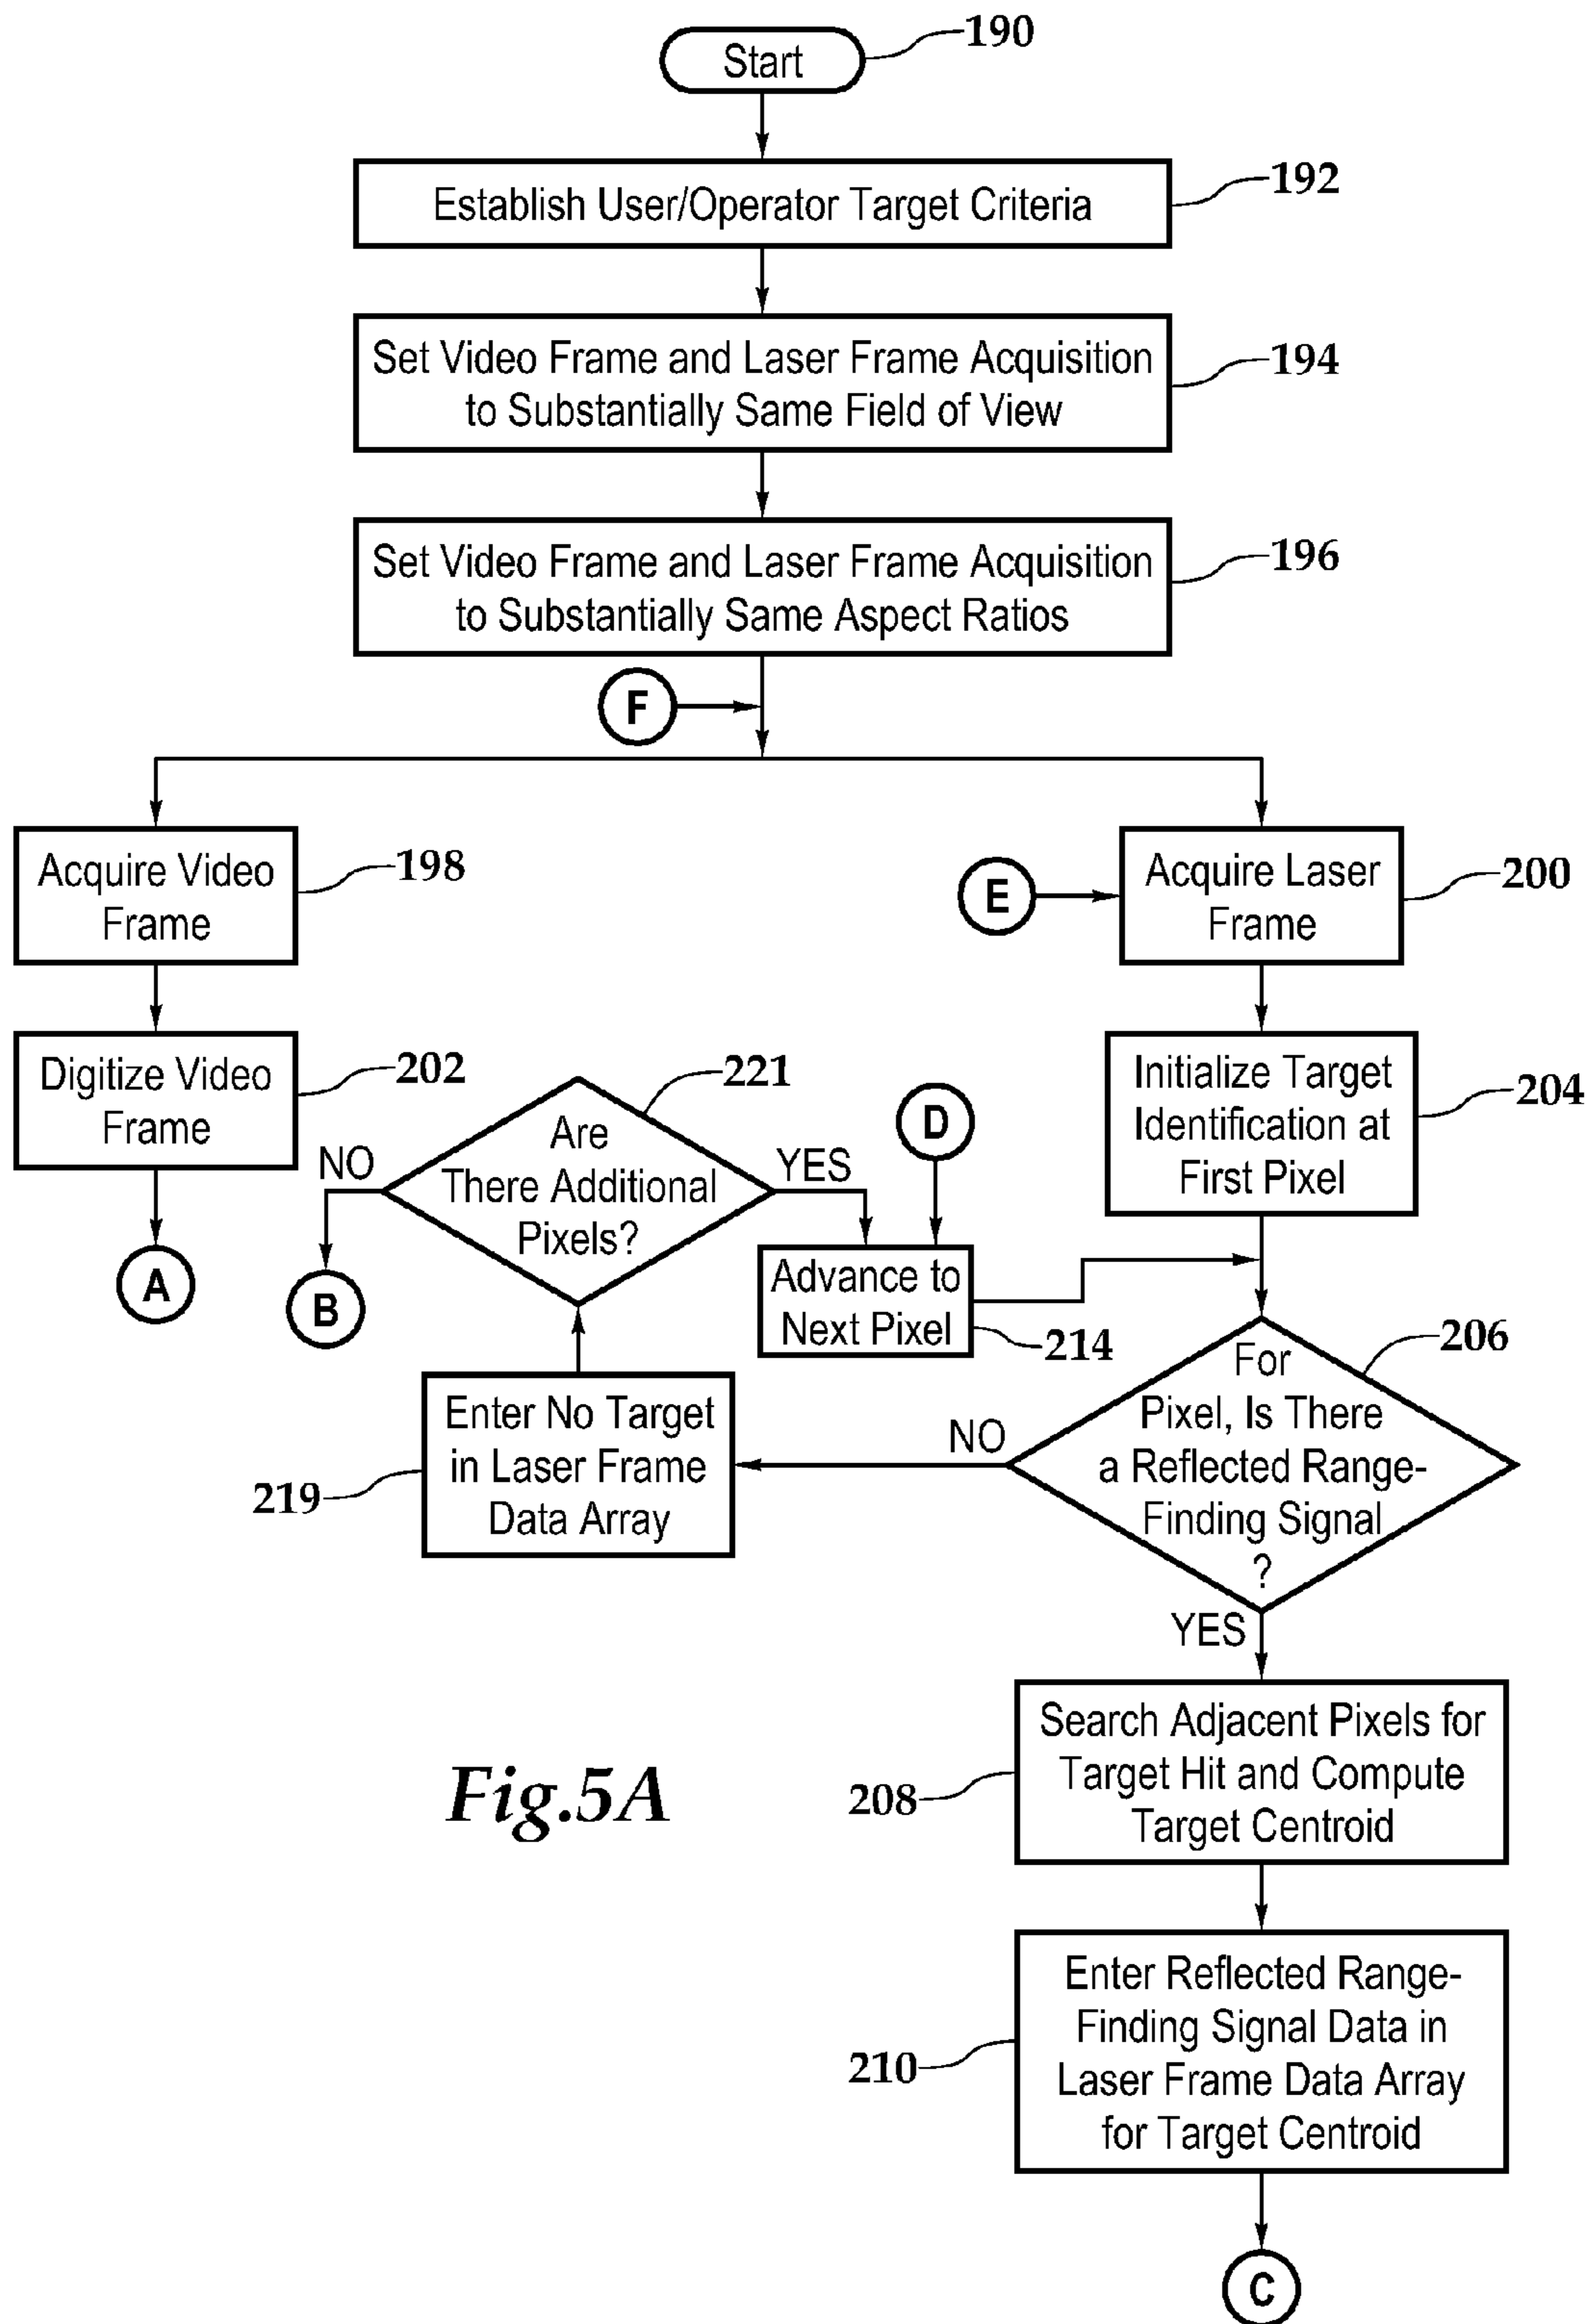 Start
190
Establish User/Operator Target Criteria
192
Set Video Frame and Laser Frame Acquisition
to Substantially Same Field of View
194
Set Video Frame and Laser Frame Acquisition
to Substantially Same Aspect Ratios
196
F
Acquire Video
Frame
198
E
Acquire Laser
Frame
200
Digitize Video
Frame
202
A
Are
There Additional
Pixels?
221
NO
YES
B
D
Initialize Target
Identification at
First Pixel
204
Advance to
Next Pixel
214
For
Pixel, Is There
a Reflected Range-
Finding Signal
?
206
NO
YES
Enter No Target
in Laser Frame
Data Array
219
Search Adjacent Pixels for
Target Hit and Compute
Target Centroid
208
Enter Reflected Range-
Finding Signal Data in
Laser Frame Data Array
for Target Centroid
210
C
Fig.5A